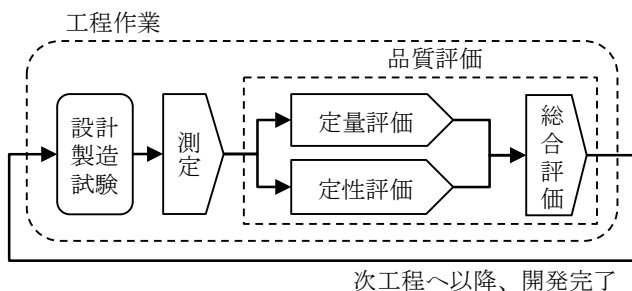 工程作業
品質評価
設計
製造
試験
測定
定量評価
定性評価
総合評価
次工程へ以降、開発完了